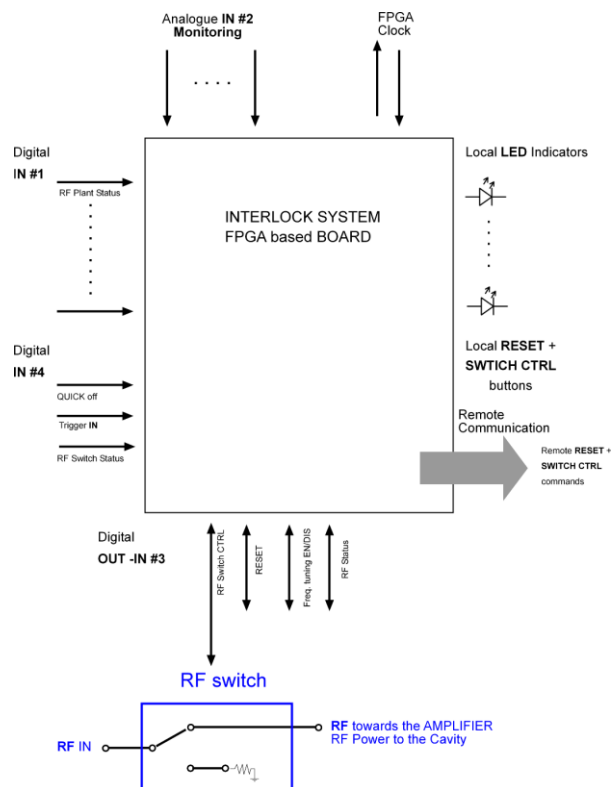 Analogue IN #2
Monitoring
FPGA
Clock
Digital
IN #1
RF Plant Status
INTERLOCK SYSTEM
FPGA based BOARD
Local LED Indicators
Digital
IN #4
QUICK off
Trigger IN
RF Switch Status
Local RESET +
SWTICH CTRL
buttons
Remote
Communication
Remote RESET +
SWITCH CTRL
commands
Digital
OUT -IN #3
RF Switch CTRL
RESET
Freq. tuning EN/DIS
RF Status
RF switch
RF IN
RF towards the AMPLIFIER
RF Power to the Cavity